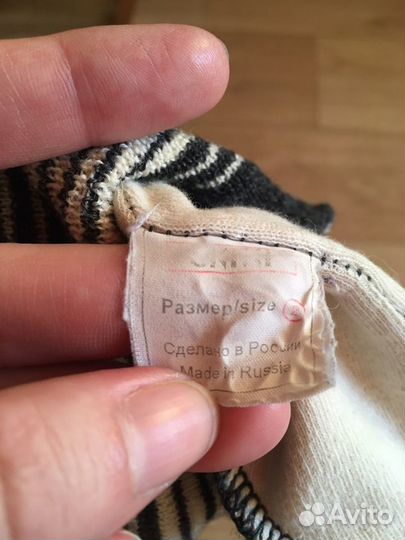 Размер/size
Сделано в России
Made in Russia
Avito